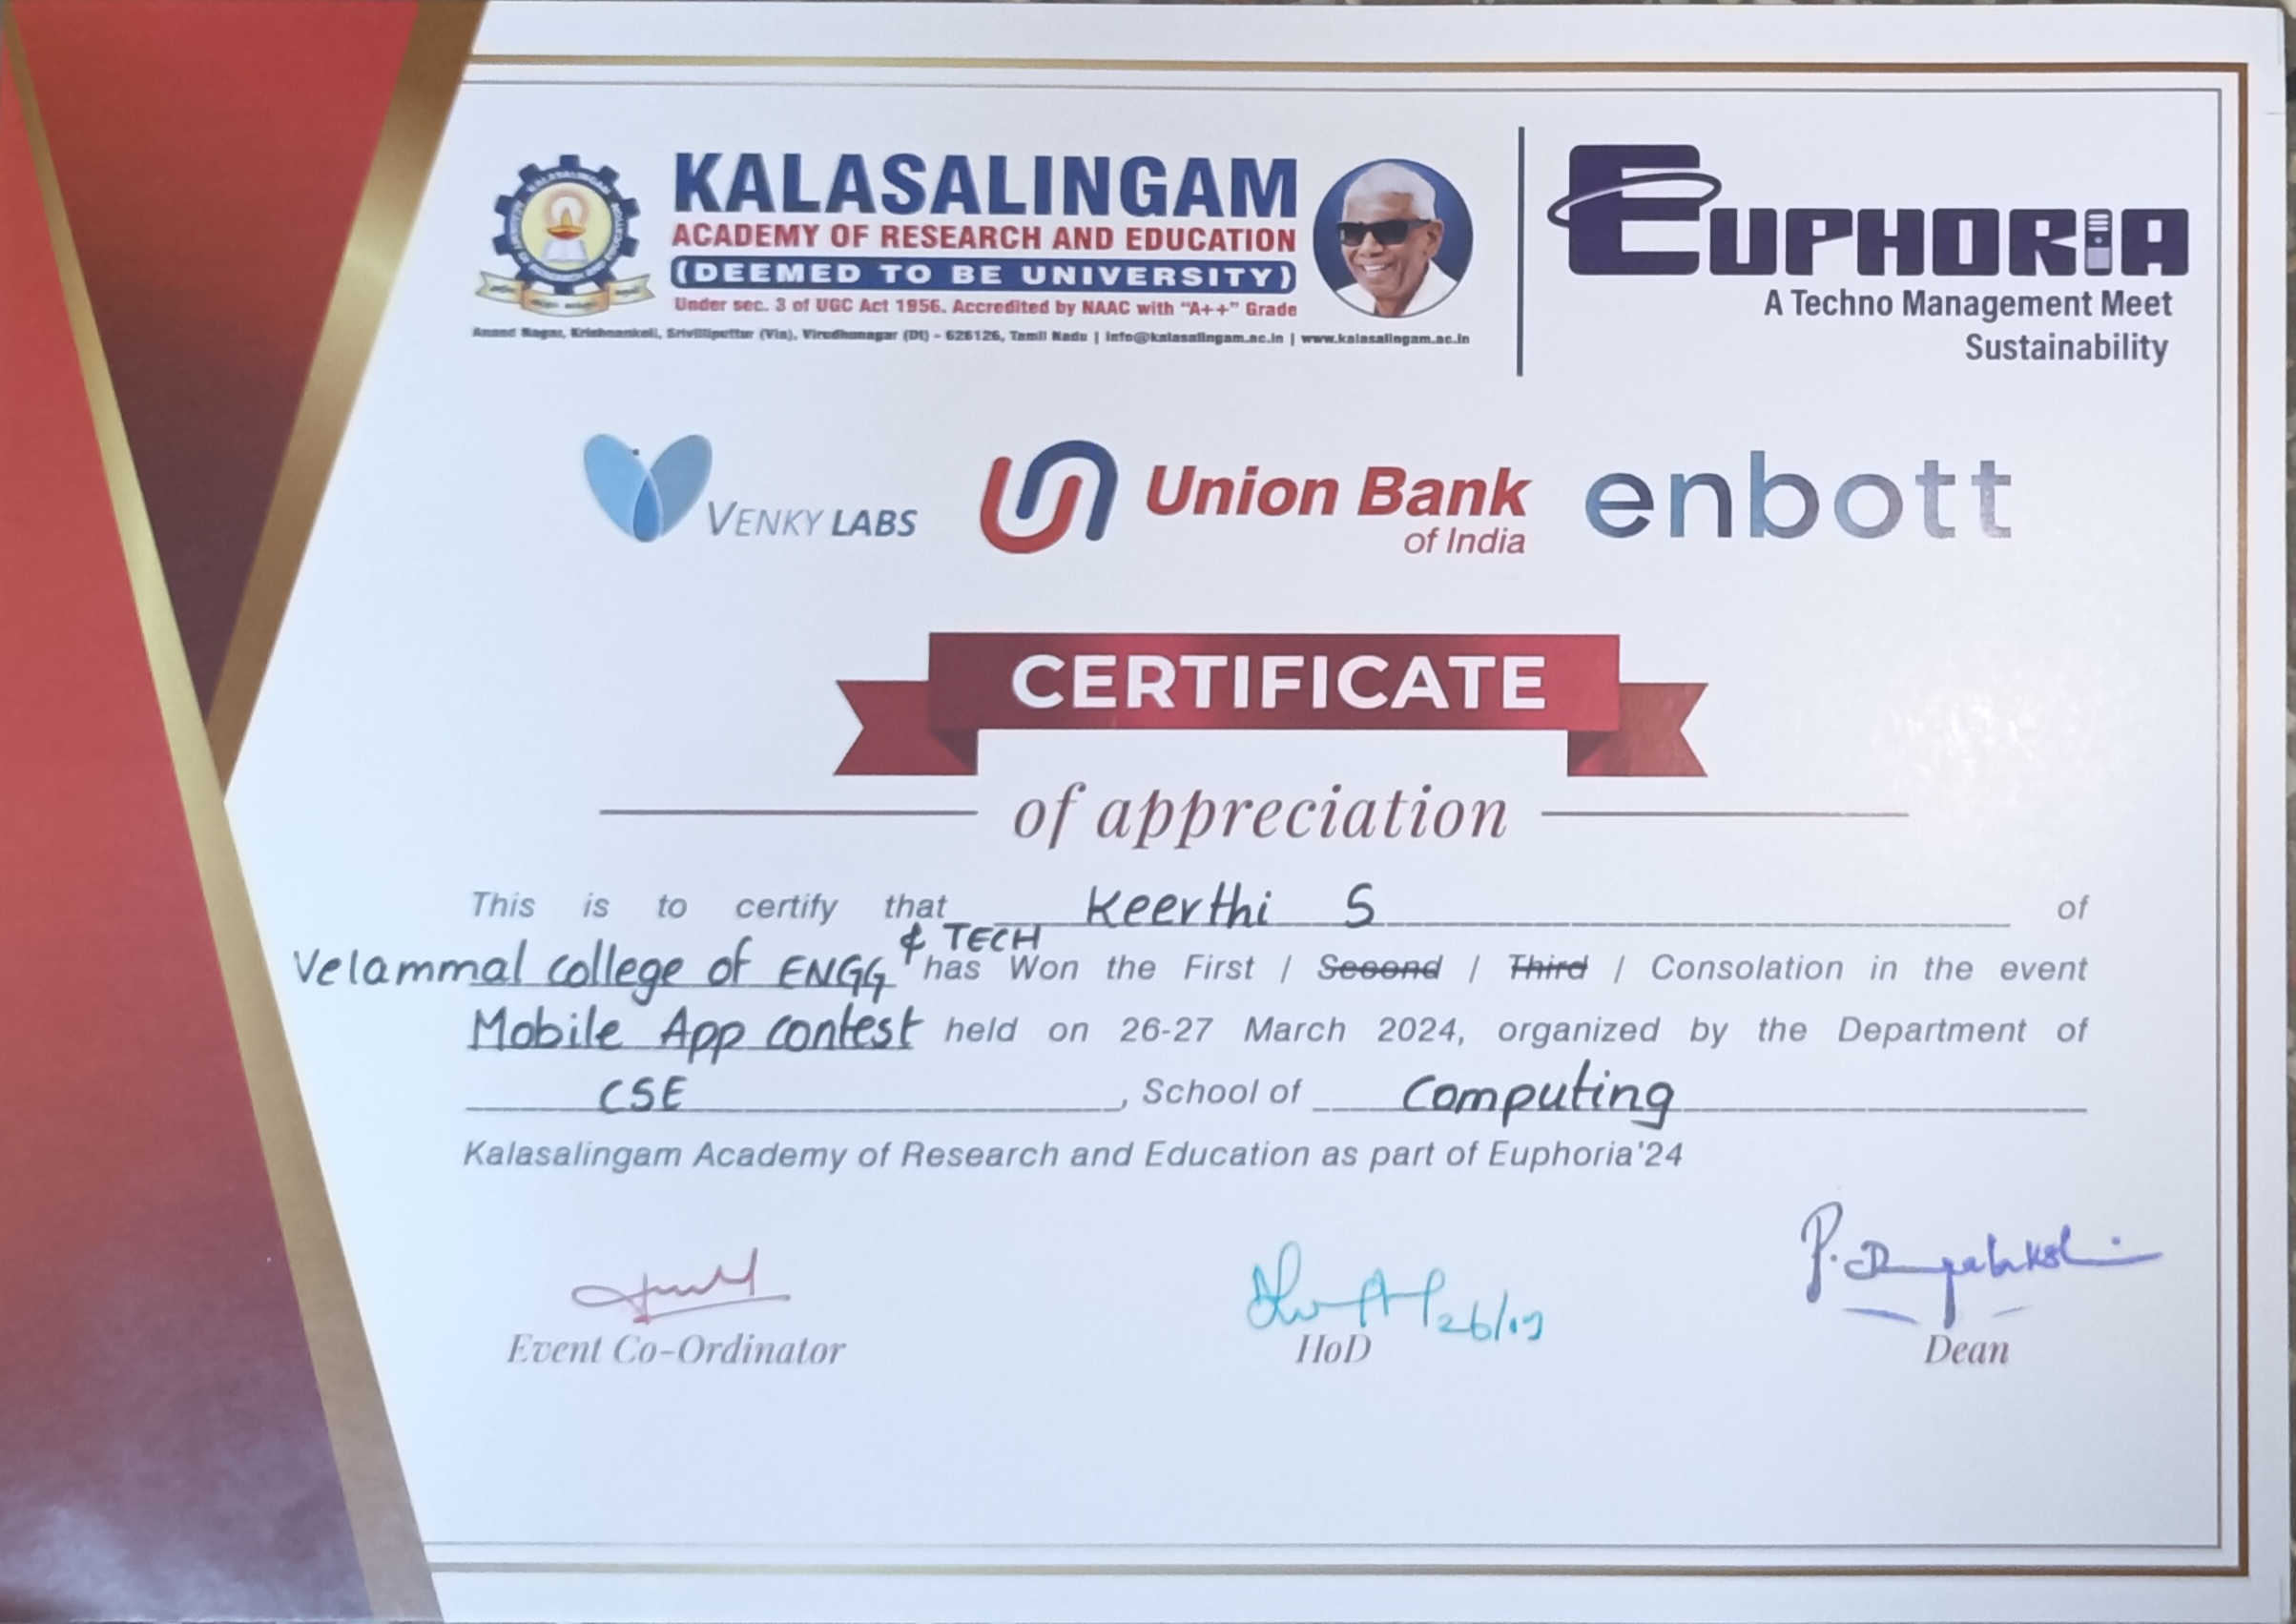 KALASALINGAM
ACADEMY OF RESEARCH AND EDUCATION
(DEEMED TO BE UNIVERSITY)
Under sec. 3 of UGC Act 1956. Accredited by NAAC with "A++" Grade
Anand Nagar, Krishnankoil, Srivilliputtur (Via), Virudhunagar (Dt) - 626126, Tamil Nadu | info@kalasalingam.ac.in | www.kalasalingam.ac.in
EUPHORIA
A Techno Management Meet
Sustainability
VENKY LABS
Union Bank
of India
enbott
CERTIFICATE
of appreciation
This is to certify that Keerthi S of
Velammal college of ENGG & TECH has Won the First / Second / Third / Consolation in the event
Mobile App contest held on 26-27 March 2024, organized by the Department of
CSE, School of Computing
Kalasalingam Academy of Research and Education as part of Euphoria'24
26/03
Event Co-Ordinator
HoD
Dean